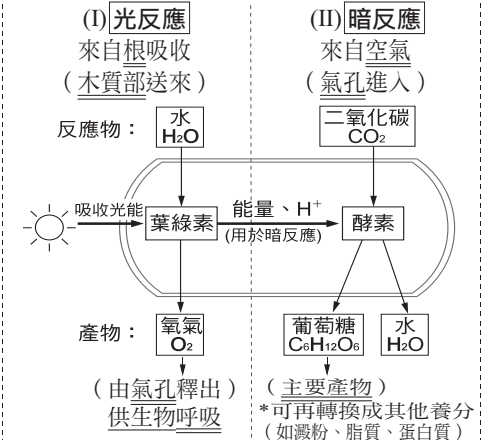 (I) 光反應
來自根吸收
（木質部送來）
(II) 暗反應
來自空氣
（氣孔進入）
反應物：
水
H₂O
二氧化碳
CO₂
吸收光能
葉綠素
能量、H⁺
(用於暗反應)
酵素
產物：
氧氣
O₂
葡萄糖
C₆H₁₂O₆
水
H₂O
（由氣孔釋出）
供生物呼吸
（主要產物）
*可再轉換成其他養分
（如澱粉、脂質、蛋白質）